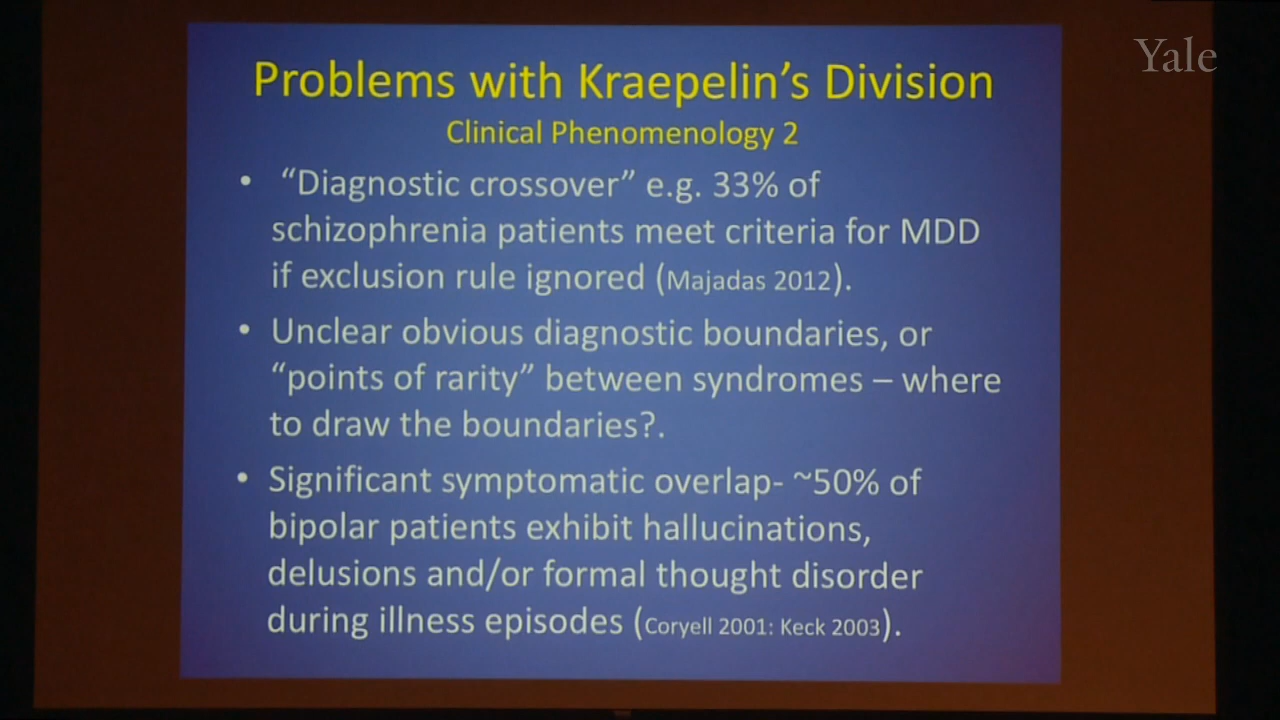 Yale
Problems with Kraepelin’s Division
Clinical Phenomenology 2
• “Diagnostic crossover” e.g. 33% of
schizophrenia patients meet criteria for MDD
if exclusion rule ignored (Majadas 2012).
• Unclear obvious diagnostic boundaries, or
“points of rarity” between syndromes – where
to draw the boundaries?.
• Significant symptomatic overlap- ~50% of
bipolar patients exhibit hallucinations,
delusions and/or formal thought disorder
during illness episodes (Coryell 2001: Keck 2003).